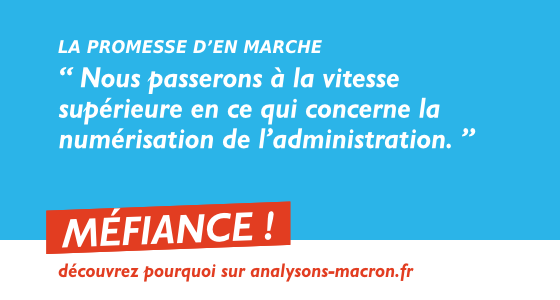 LA PROMESSE D’EN MARCHE
“ Nous passerons à la vitesse
supérieure en ce qui concerne la
numérisation de l’administration. ”
MÉFIANCE !
découvrez pourquoi sur analysons-macron.fr